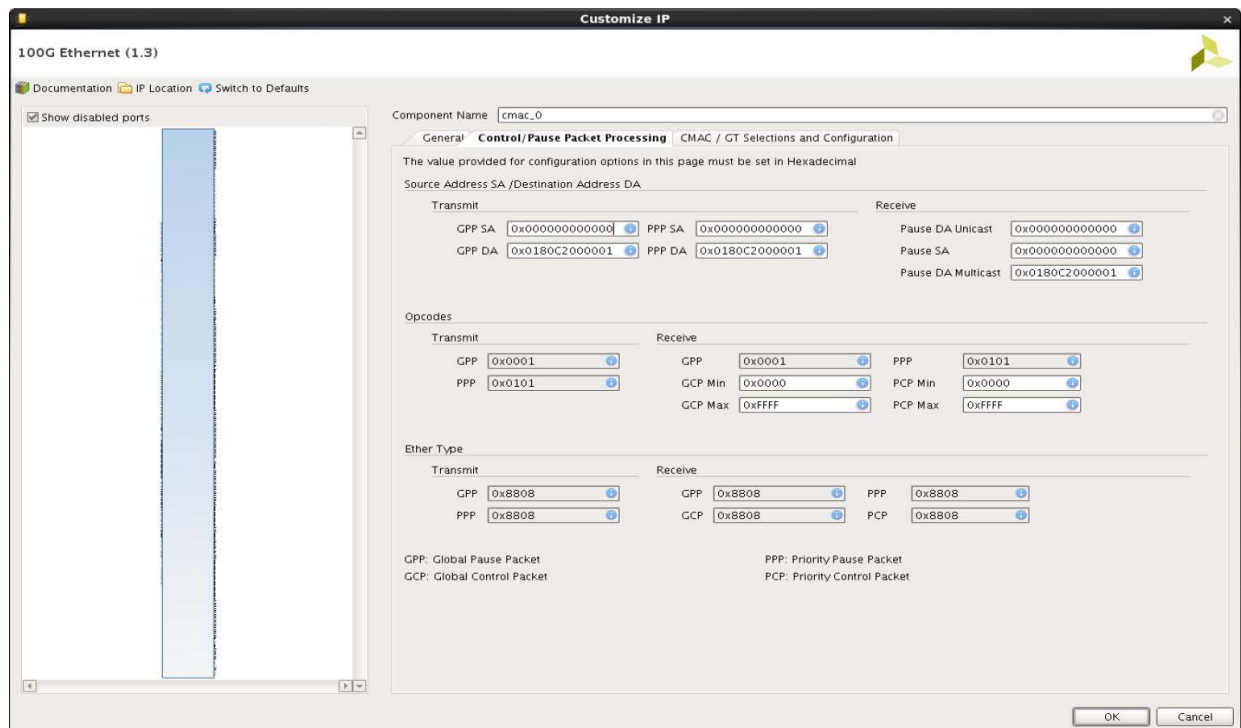 Customize IP
100G Ethernet (1.3)
Documentation IP Location Switch to Defaults
Show disabled ports
Component Name cmac_0
General Control/Pause Packet Processing CMAC / GT Selections and Configuration
The value provided for configuration options in this page must be set in Hexadecimal
Source Address SA /Destination Address DA
Transmit Receive
GPP SA 0x000000000000 PPP SA 0x000000000000 Pause DA Unicast 0x000000000000
GPP DA 0x0180C2000001 PPP DA 0x0180C2000001 Pause SA 0x000000000000
Pause DA Multicast 0x0180C2000001
Opcodes
Transmit Receive
GPP 0x0001 GPP 0x0001 PPP 0x0101
PPP 0x0101 GCP Min 0x0000 PCP Min 0x0000
GCP Max 0xFFFF PCP Max 0xFFFF
Ether Type
Transmit Receive
GPP 0x8808 GPP 0x8808 PPP 0x8808
PPP 0x8808 GCP 0x8808 PCP 0x8808
GPP: Global Pause Packet PPP: Priority Pause Packet
GCP: Global Control Packet PCP: Priority Control Packet
OK Cancel